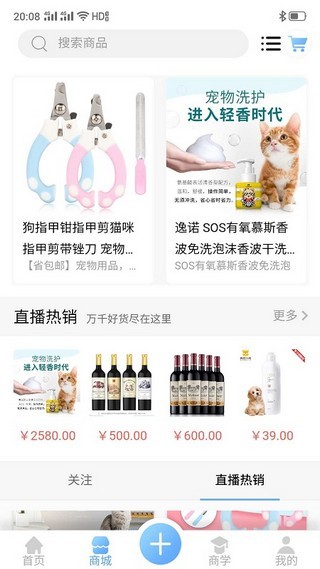 20:08 HD
搜索商品
宠物洗护
进入轻香时代
狗指甲钳指甲剪猫咪
指甲剪带锉刀 宠物...
【省包邮】宠物用品，...
逸诺 SOS有氧慕斯香
波免洗泡沫香波干洗...
SOS有氧慕斯香波免洗泡
直播热销 万千好货尽在这里 更多
宠物洗护
进入轻香时代
￥2580.00 ￥500.00 ￥600.00 ￥39.00
关注 直播热销
首页 商城 商学 我的